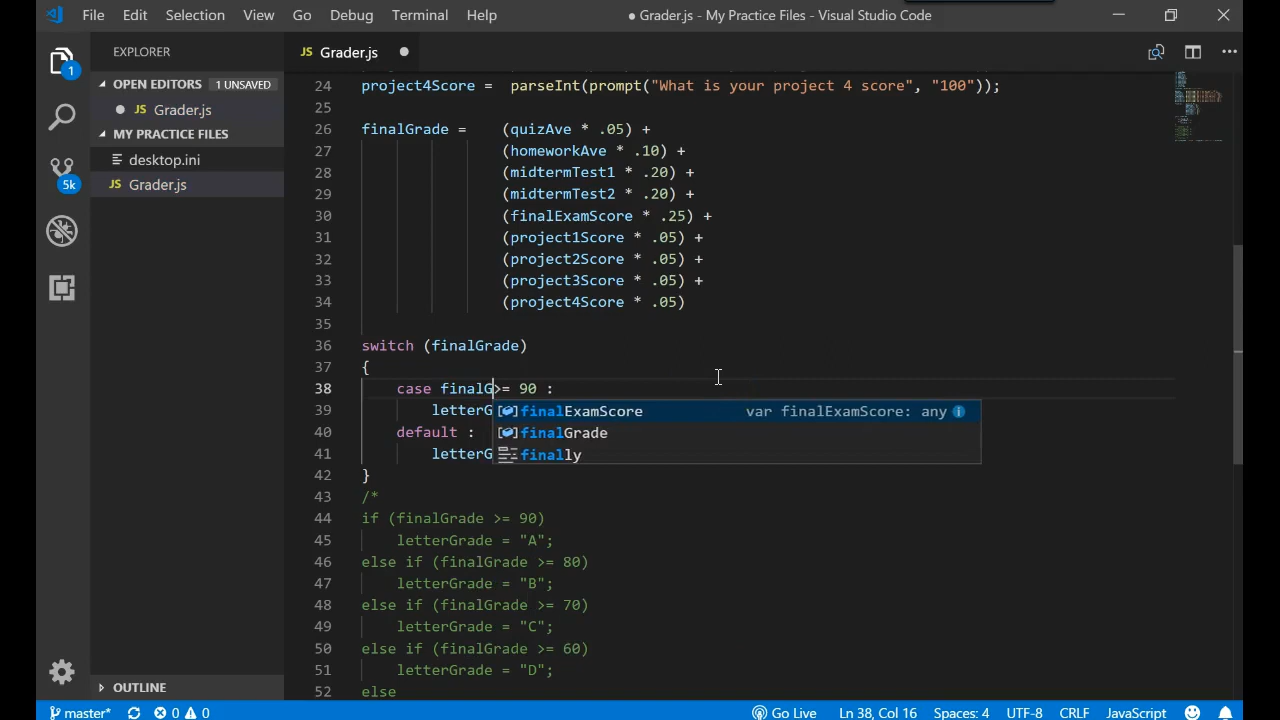 File Edit Selection View Go Debug Terminal Help ● Grader.js - My Practice Files - Visual Studio Code
EXPLORER
JS Grader.js ●
OPEN EDITORS 1 UNSAVED
● JS Grader.js
MY PRACTICE FILES
desktop.ini
JS Grader.js
OUTLINE
1
5k
24 project4Score = parseInt(prompt("What is your project 4 score", "100"));
25
26 finalGrade = (quizAve * .05) +
27 (homeworkAve * .10) +
28 (midtermTest1 * .20) +
29 (midtermTest2 * .20) +
30 (finalExamScore * .25) +
31 (project1Score * .05) +
32 (project2Score * .05) +
33 (project3Score * .05) +
34 (project4Score * .05)
35
36 switch (finalGrade)
37 {
38 case finalG>= 90 :
39 letterG
finalExamScore var finalExamScore: any
40 default :
finalGrade
41 letterG
finally
42 }
43 /*
44 if (finalGrade >= 90)
45 letterGrade = "A";
46 else if (finalGrade >= 80)
47 letterGrade = "B";
48 else if (finalGrade >= 70)
49 letterGrade = "C";
50 else if (finalGrade >= 60)
51 letterGrade = "D";
52 else
master* 0 0 Go Live Ln 38, Col 16 Spaces: 4 UTF-8 CRLF JavaScript